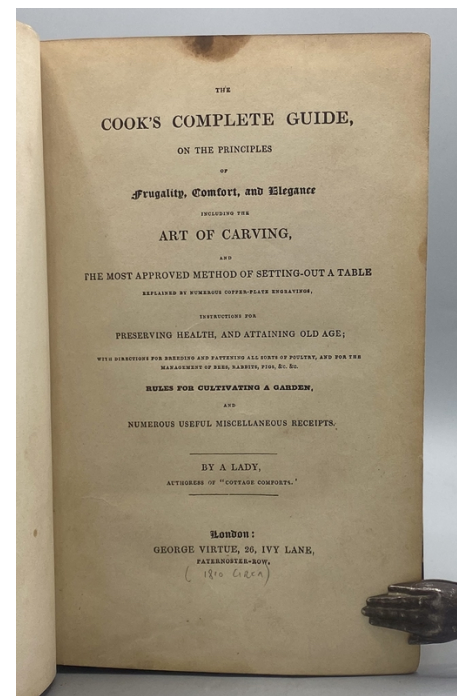 THE
COOK'S COMPLETE GUIDE,
ON THE PRINCIPLES
OF
Frugality, Comfort, and Elegance
INCLUDING THE
ART OF CARVING,
AND
THE MOST APPROVED METHOD OF SETTING-OUT A TABLE
EXPLAINED BY NUMEROUS COPPER-PLATE ENGRAVINGS,
INSTRUCTIONS FOR
PRESERVING HEALTH, AND ATTAINING OLD AGE;
WITH DIRECTIONS FOR BREEDING AND FATTENING ALL SORTS OF POULTRY, AND FOR THE
MANAGEMENT OF BEES, RABBITS, PIGS, &c. &c.
RULES FOR CULTIVATING A GARDEN,
AND
NUMEROUS USEFUL MISCELLANEOUS RECEIPTS.
BY A LADY,
AUTHORESS OF "COTTAGE COMFORTS."
London:
GEORGE VIRTUE, 26, IVY LANE,
PATERNOSTER-ROW,
(1810 CIRCA)